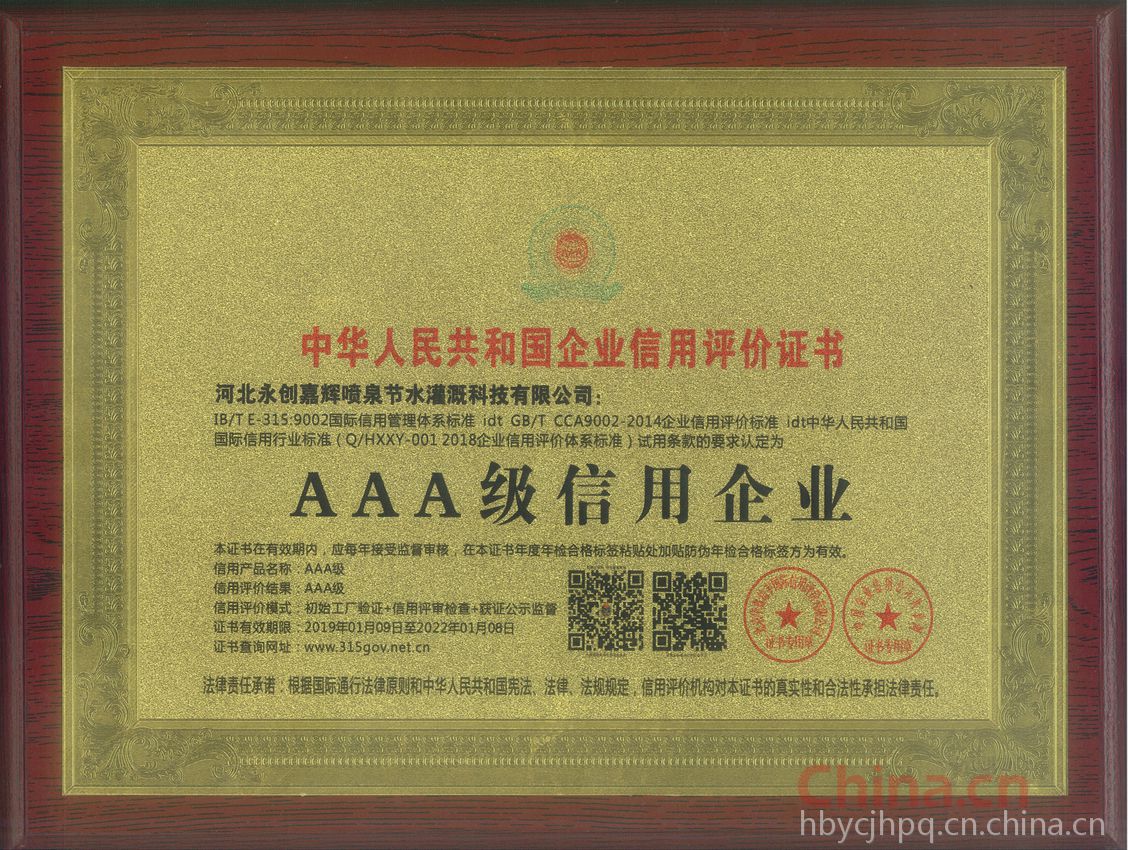 中华人民共和国企业信用评价证书
河北永创嘉辉喷泉节水灌溉科技有限公司：
IB/T E-315:9002国际信用管理体系标准 idt GB/T CCA9002-2014企业信用评价标准 idt中华人民共和国
国际信用行业标准（Q/HXXY-001 2018企业信用评价体系标准）试用条款的要求认定为
AAA级信用企业
本证书在有效期内，应每年接受监督审核，在本证书年度年检合格标签粘贴处加贴防伪年检合格标签方为有效。
信用产品名称：AAA级
信用评价结果：AAA级
信用评价模式：初始工厂验证+信用评审检查+获证公示监督
证书有效期限：2019年01月09日至2022年01月08日
证书查询网址：www.315gov.net.cn
证书专用章
证书专用章
法律责任承诺：根据国际通行法律原则和中华人民共和国宪法、法律、法规规定，信用评价机构对本证书的真实性和合法性承担法律责任。
China.cn
hbycjhpq.cn.china.cn